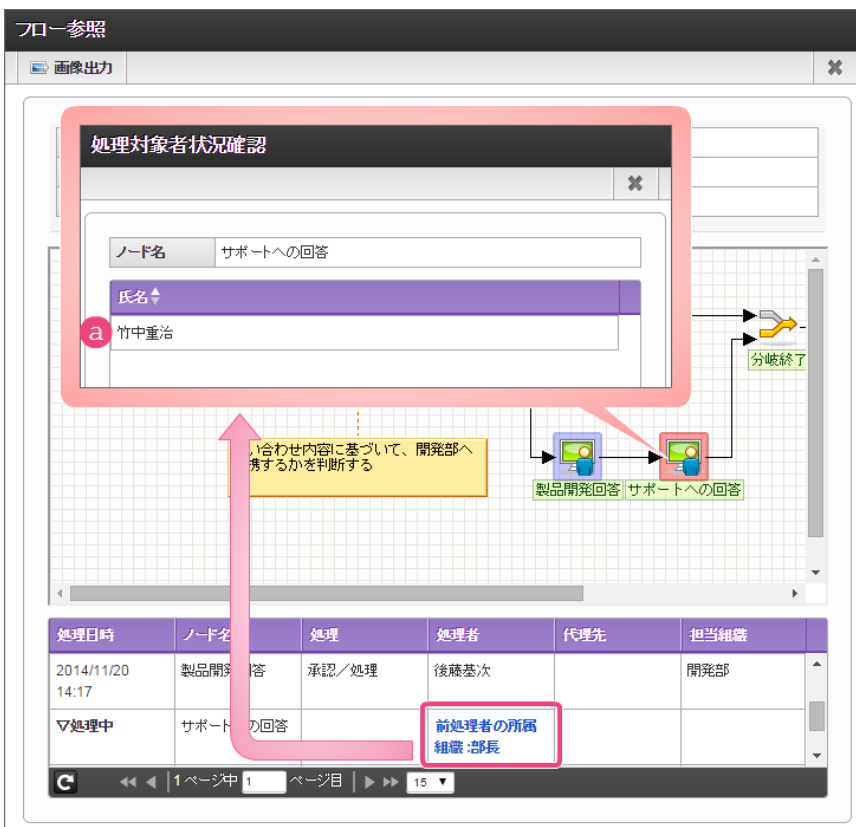 フロー参照
画像出力
処理対象者状況確認
ノード名
サポートへの回答
氏名
a
竹中重治
分岐終了
い合わせ内容に基づいて、開発部へ
携するかを判断する
製品開発回答
サポートへの回答
処理日時
ノード名
処理
処理者
代理先
担当組織
2014/11/20
14:17
製品開発 答
承認/処理
後藤基次
開発部
▽処理中
サポート の回答
前処理者の所属
組織:部長
1 ページ中 1 ページ目
15